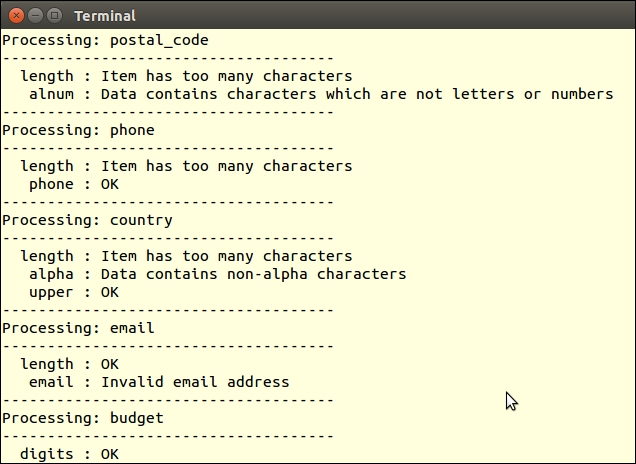 Terminal
Processing: postal_code
-------------------------------------
length : Item has too many characters
alnum : Data contains characters which are not letters or numbers
-------------------------------------
Processing: phone
-------------------------------------
length : Item has too many characters
phone : OK
-------------------------------------
Processing: country
-------------------------------------
length : Item has too many characters
alpha : Data contains non-alpha characters
upper : OK
-------------------------------------
Processing: email
-------------------------------------
length : OK
email : Invalid email address
-------------------------------------
Processing: budget
-------------------------------------
digits : OK